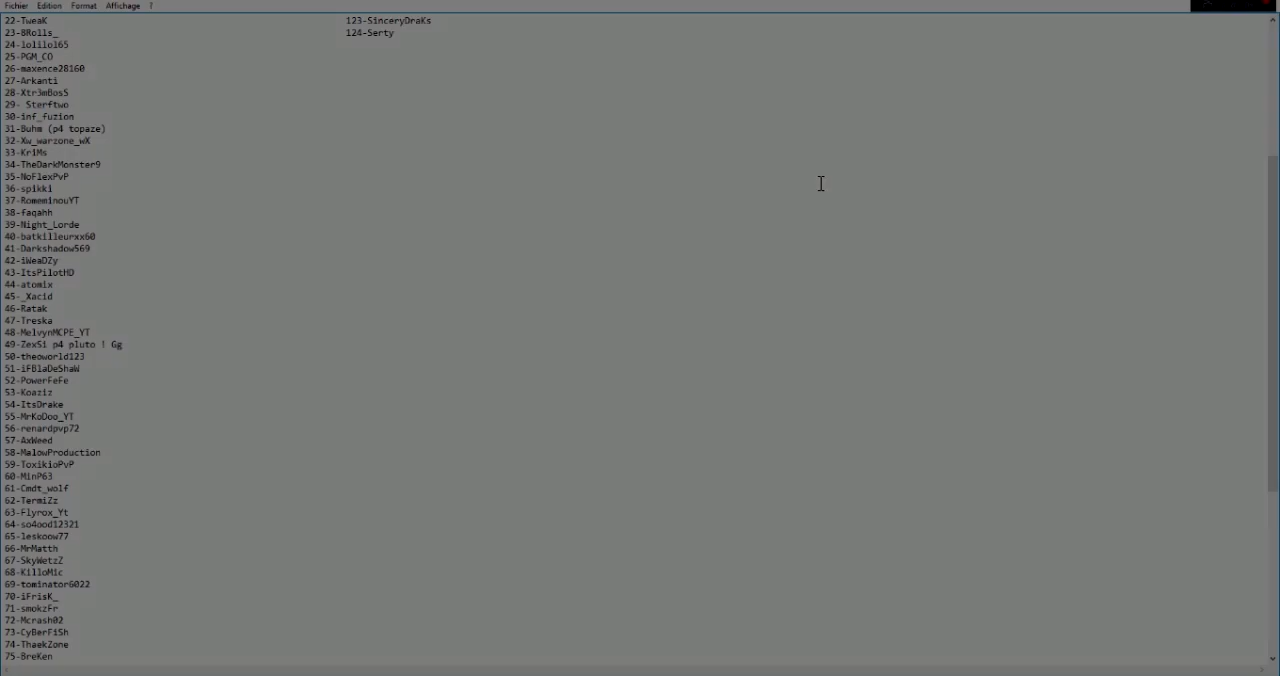 Fichier Edition Format Affichage ?
22-TweaK 123-SinceryDraKs
23-BRolls_ 124-Serty
24-lolilol65
25-PGM_CO
26-maxence28160
27-Arkanti
28-Xtr3mBosS
29- Sterftwo
30-inf_fuzion
31-Buhm (p4 topaze)
32-Xw_warzone_wX
33-KriMs
34-TheDarkMonster9
35-NoFlexPvP
36-spikki
37-RomeminouYT
38-faqahh
39-Night_Lorde
40-batkilleurxx60
41-Darkshadow569
42-iWeaDZy
43-ItsPilotHD
44-atomix
45-_Xacid
46-Ratak
47-Treska
48-MelvynMCPE_YT
49-ZexSi p4 pluto ! Gg
50-theoworld123
51-iFBlaDeShaW
52-PowerFeFe
53-Koaziz
54-ItsDrake
55-MrKoDoo_YT
56-renardpvp72
57-AxWeed
58-MalowProduction
59-ToxikioPvP
60-MinP63
61-Cmdt_wolf
62-TermiZz
63-Flyrox_Yt
64-so4ood12321
65-leskoow77
66-MrMatth
67-SkyWetzZ
68-KilloMic
69-tominator6022
70-iFrisK_
71-smokzFr
72-Mcrash02
73-CyBerFiSh
74-ThaekZone
75-BreKen